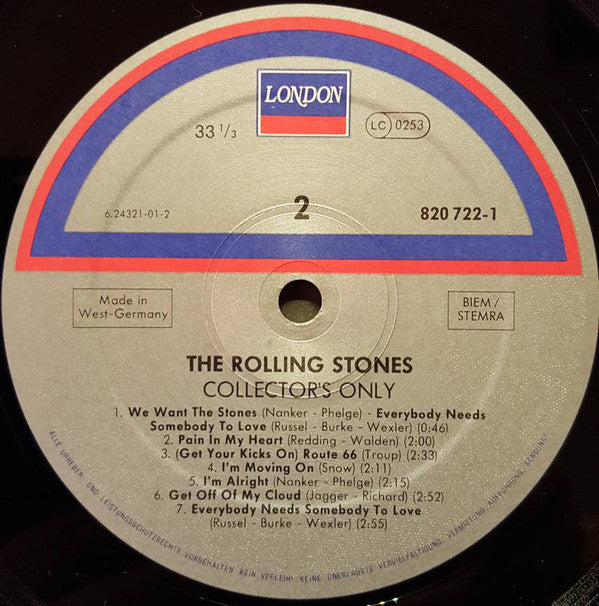 LONDON
33 1/3
LC 0253
6.24321-01-2
2
820 722-1
Made in
West-Germany
BIEM/
STEMRA
THE ROLLING STONES
COLLECTOR'S ONLY
1. We Want The Stones (Nanker - Phelge) - Everybody Needs
Somebody To Love (Russel - Burke - Wexler) (0:46)
2. Pain In My Heart (Redding - Walden) (2:00)
3. (Get Your Kicks On) Route 66 (Troup) (2:33)
4. I'm Moving On (Snow) (2:11)
5. I'm Alright (Nanker - Phelge) (2:15)
6. Get Off Of My Cloud (Jagger - Richard) (2:52)
7. Everybody Needs Somebody To Love
(Russel - Burke - Wexler) (2:55)
ALLE URHEBER- UND LEISTUNGSSCHUTZRECHTE VORBEHALTEN · KEIN VERLEIH! · KEINE UNERLAUBTE VERVIELFÄLTIGUNG, VERMIETUNG, AUFFÜHRUNG, SENDUNG!